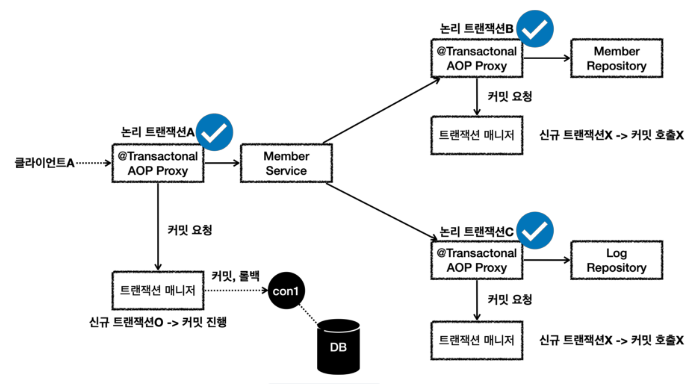 논리 트랜잭션B
@Transactonal
AOP Proxy
Member
Repository
커밋 요청
트랜잭션 매니저
신규 트랜잭션X -> 커밋 호출X
논리 트랜잭션A
클라이언트A
@Transactonal
AOP Proxy
Member
Service
커밋 요청
트랜잭션 매니저
커밋, 롤백
con1
신규 트랜잭션O -> 커밋 진행
DB
논리 트랜잭션C
@Transactonal
AOP Proxy
Log
Repository
커밋 요청
트랜잭션 매니저
신규 트랜잭션X -> 커밋 호출X